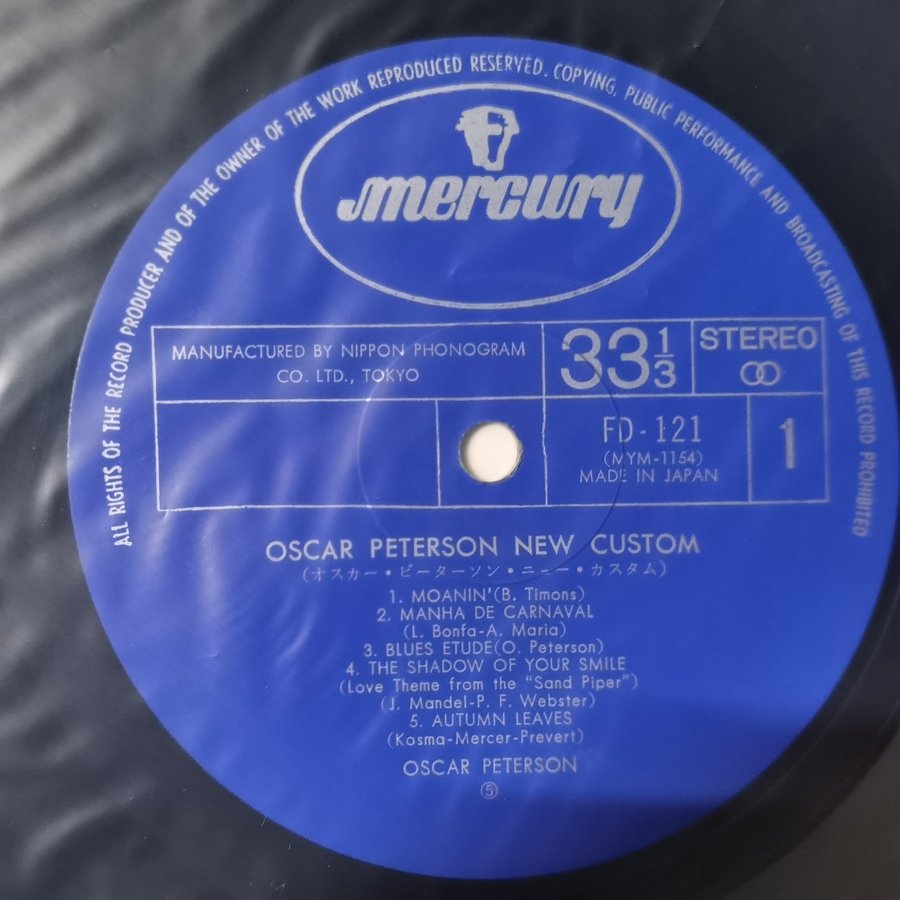 ALL RIGHTS OF THE RECORD PRODUCER AND OF THE OWNER OF THE WORK REPRODUCED RESERVED. COPYING, PUBLIC PERFORMANCE AND BROADCASTING OF THIS RECORD PROHIBITED
mercury
MANUFACTURED BY NIPPON PHONOGRAM
CO. LTD., TOKYO
33 1/3
STEREO
FD-121
(MYM-1154)
MADE IN JAPAN
1
OSCAR PETERSON NEW CUSTOM
(オスカー・ピーターソン・ニュー・カスタム)
1. MOANIN'(B. Timons)
2. MANHA DE CARNAVAL
(L. Bonfa-A. Maria)
3. BLUES ETUDE(O. Peterson)
4. THE SHADOW OF YOUR SMILE
(Love Theme from the "Sand Piper")
(J. Mandel-P. F. Webster)
5. AUTUMN LEAVES
(Kosma-Mercer-Prevert)
OSCAR PETERSON
⑤